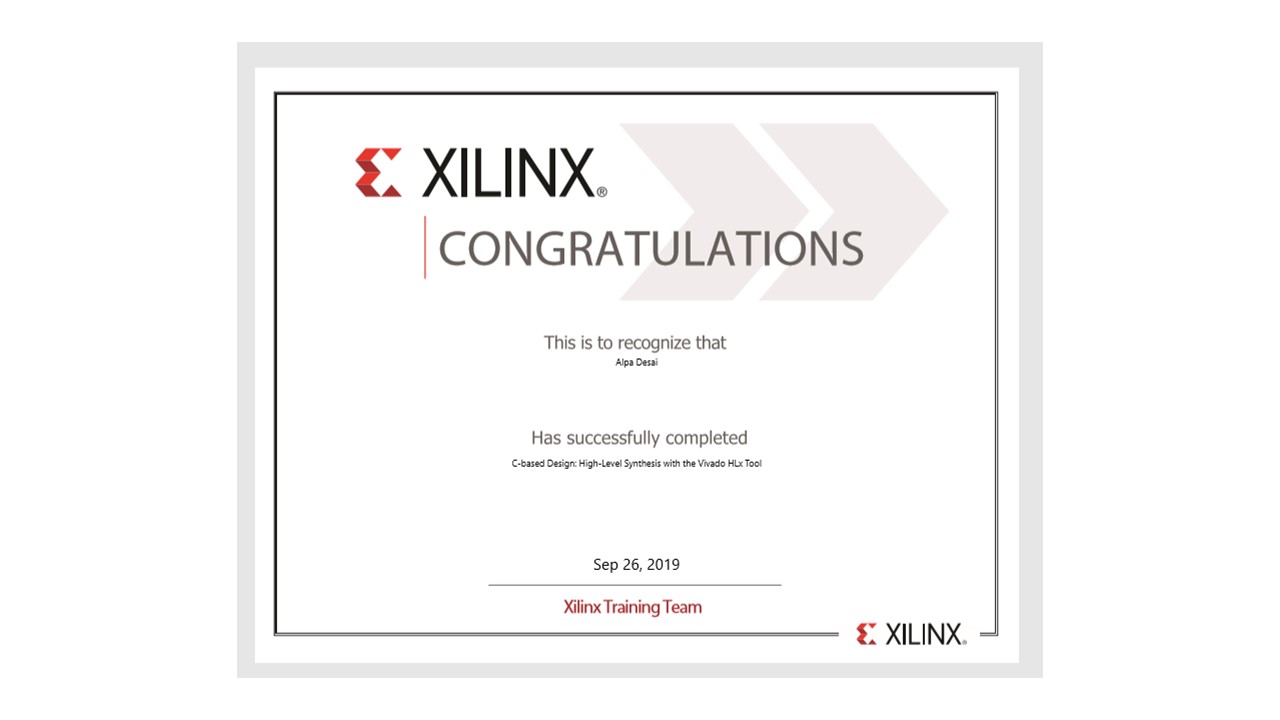 XILINX®
CONGRATULATIONS
This is to recognize that
Alpa Desai
Has successfully completed
C-based Design: High-Level Synthesis with the Vivado HLx Tool
Sep 26, 2019
Xilinx Training Team
XILINX®